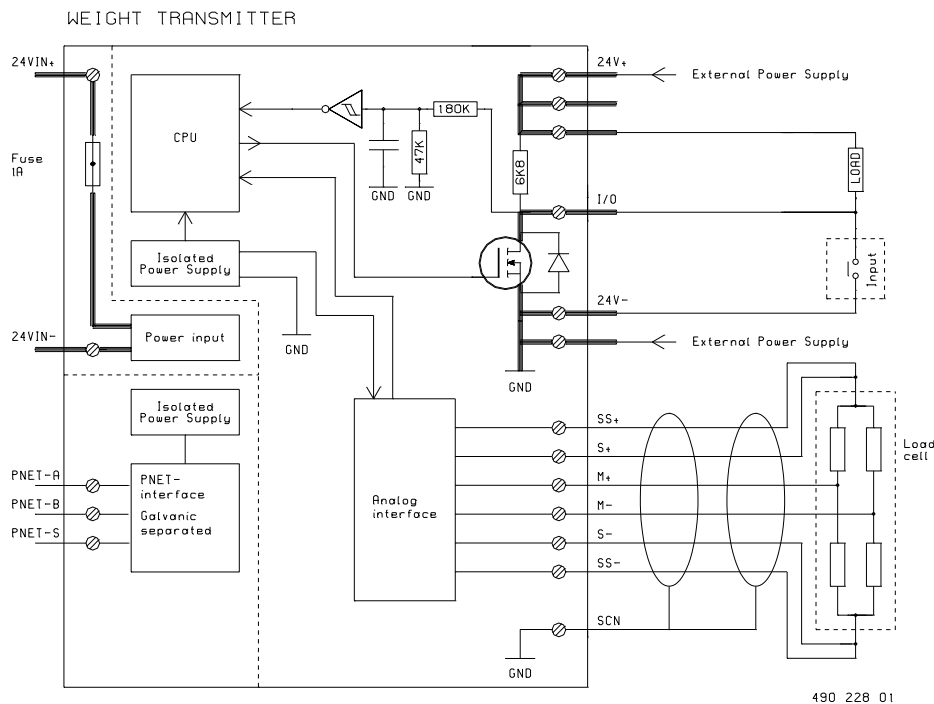 WEIGHT TRANSMITTER
24VIN+
Fuse
1A
24VIN-
PNET-A
PNET-B
PNET-S
CPU
Isolated
Power Supply
Power input
Isolated
Power Supply
PNET-
interface
Galvanic
separated
GND
180K
47K
GND
GND
6K8
Analog
interface
GND
GND
24V+
External Power Supply
LOAD
I/O
Input
24V-
External Power Supply
SS+
S+
M+
M-
S-
SS-
SCN
Load
cell
490 228 01